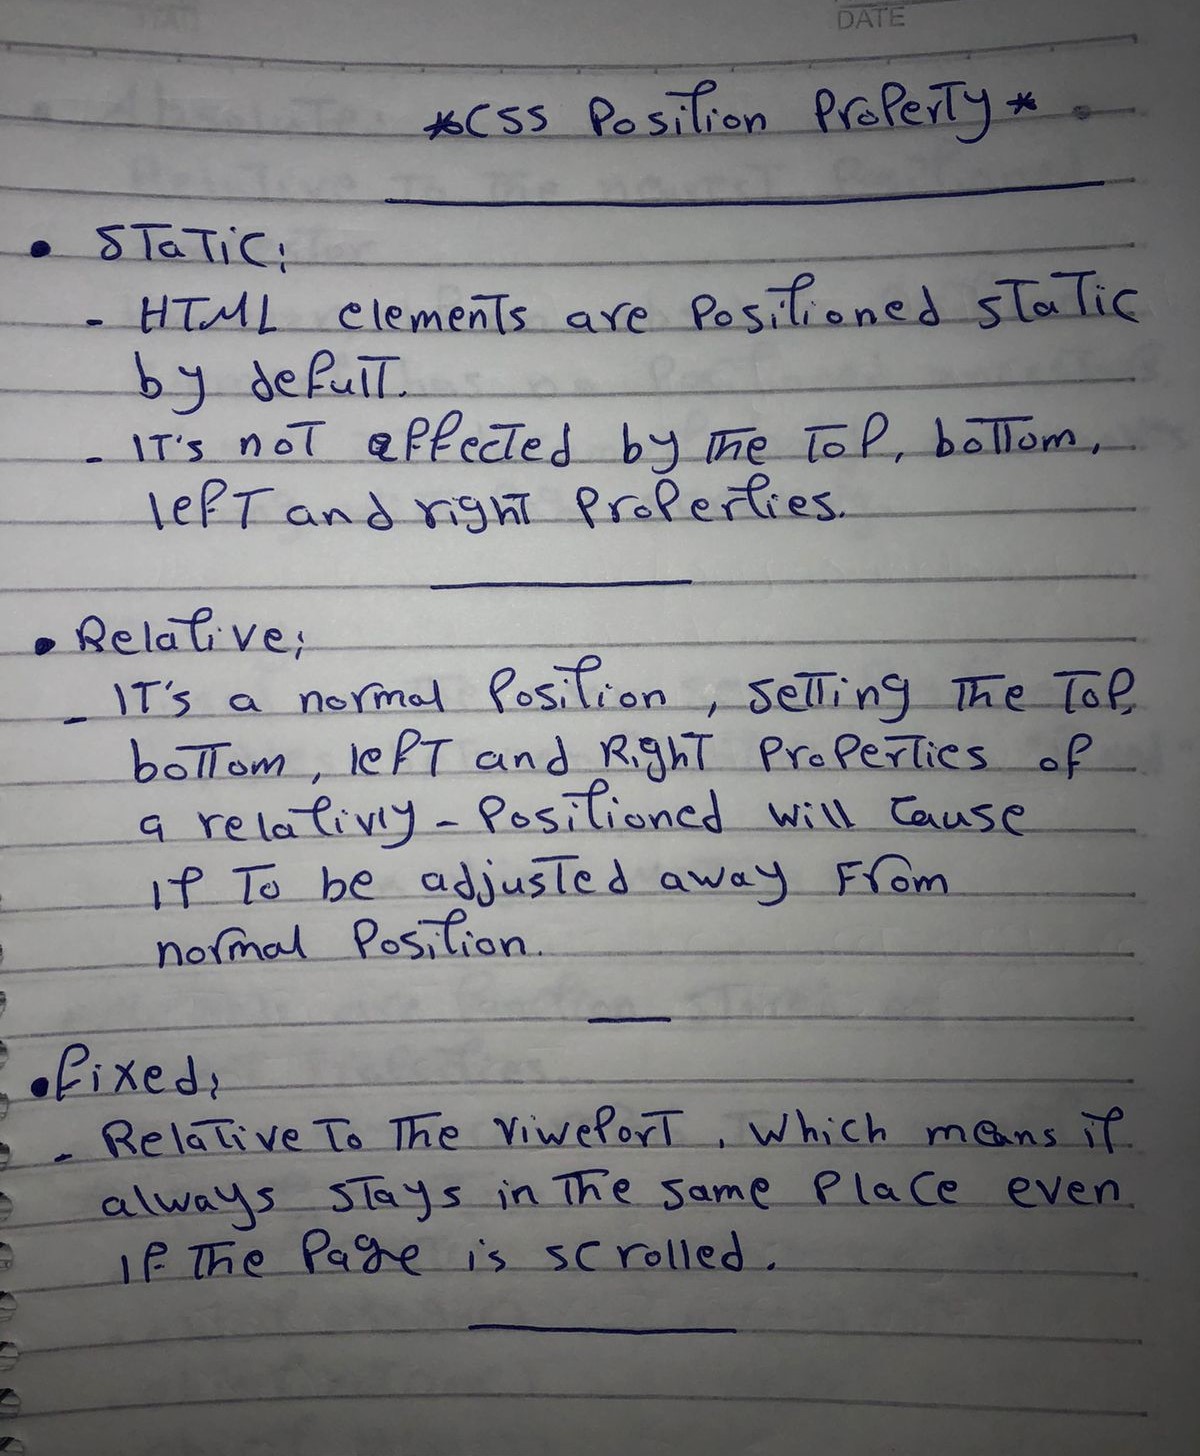 DATE
*CSS Position Property*
• Static:
- HTML elements are Positioned static
by defult.
- IT's not effected by the Top, bottom,
left and right Properties.
• Relative:
- IT's a normal Position, setting the Top,
bottom, left and Right Properties of
a relativly-Positioned will cause
it To be adjusted away From
normal Position.
• fixed:
- Relative To The viwePort, which means it
always stays in The same Place even
if The Page is scrolled.